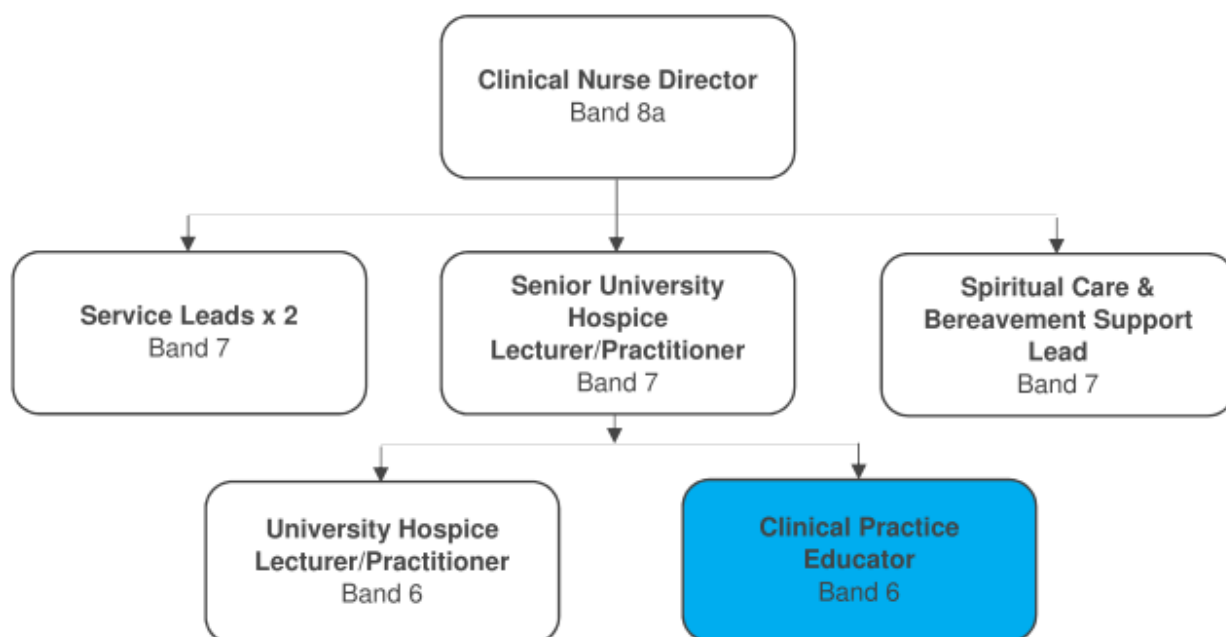 Clinical Nurse Director
Band 8a
Service Leads x 2
Band 7
Senior University
Hospice
Lecturer/Practitioner
Band 7
Spiritual Care &
Bereavement Support
Lead
Band 7
University Hospice
Lecturer/Practitioner
Band 6
Clinical Practice
Educator
Band 6